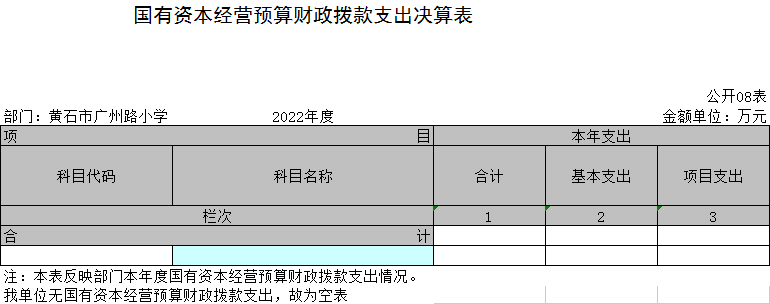 国有资本经营预算财政拨款支出决算表
公开08表
部门：黄石市广州路小学 2022年度 金额单位：万元
项 目 本年支出
科目代码 科目名称 合计 基本支出 项目支出
栏次 1 2 3
合 计
注：本表反映部门本年度国有资本经营预算财政拨款支出情况。
我单位无国有资本经营预算财政拨款支出，故为空表